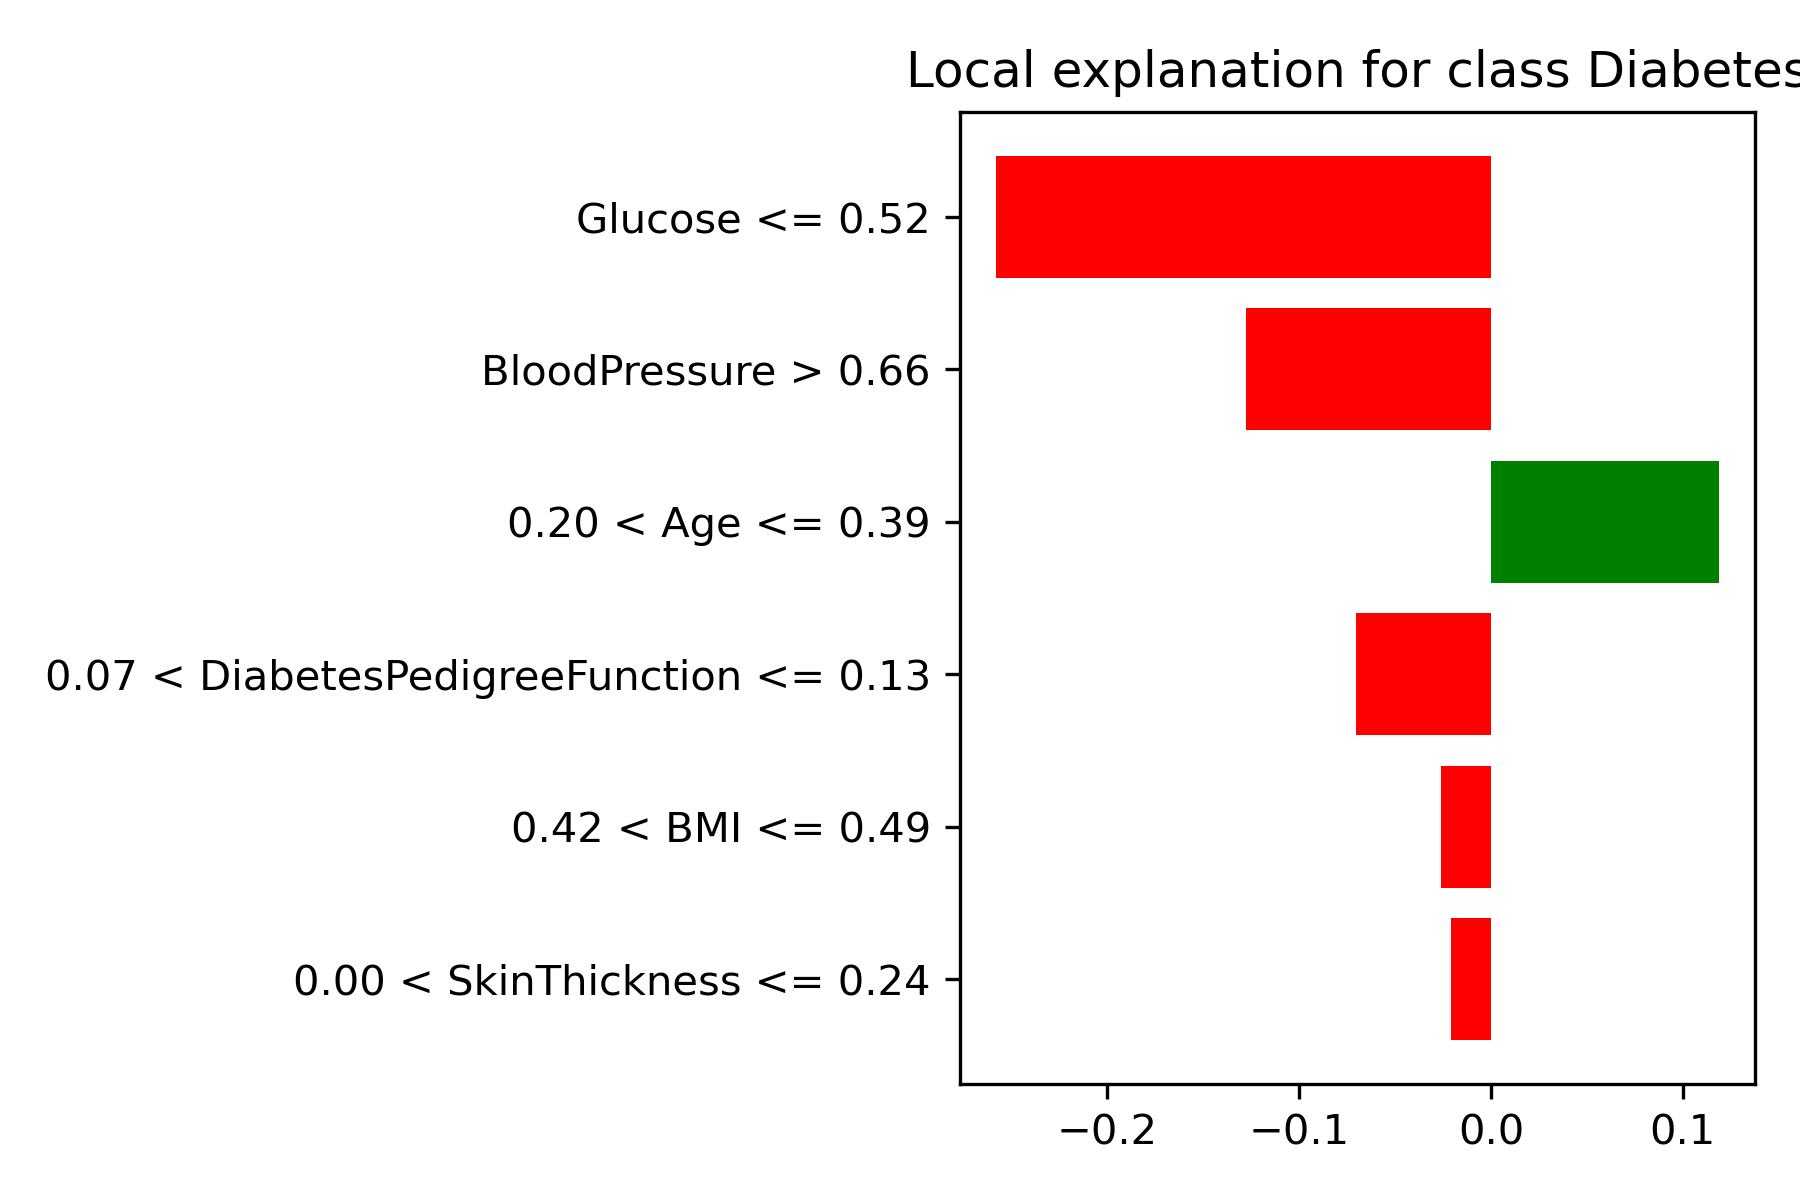 Local explanation for class Diabetes
Glucose <= 0.52
BloodPressure > 0.66
0.20 < Age <= 0.39
0.07 < DiabetesPedigreeFunction <= 0.13
0.42 < BMI <= 0.49
0.00 < SkinThickness <= 0.24
−0.2 −0.1 0.0 0.1